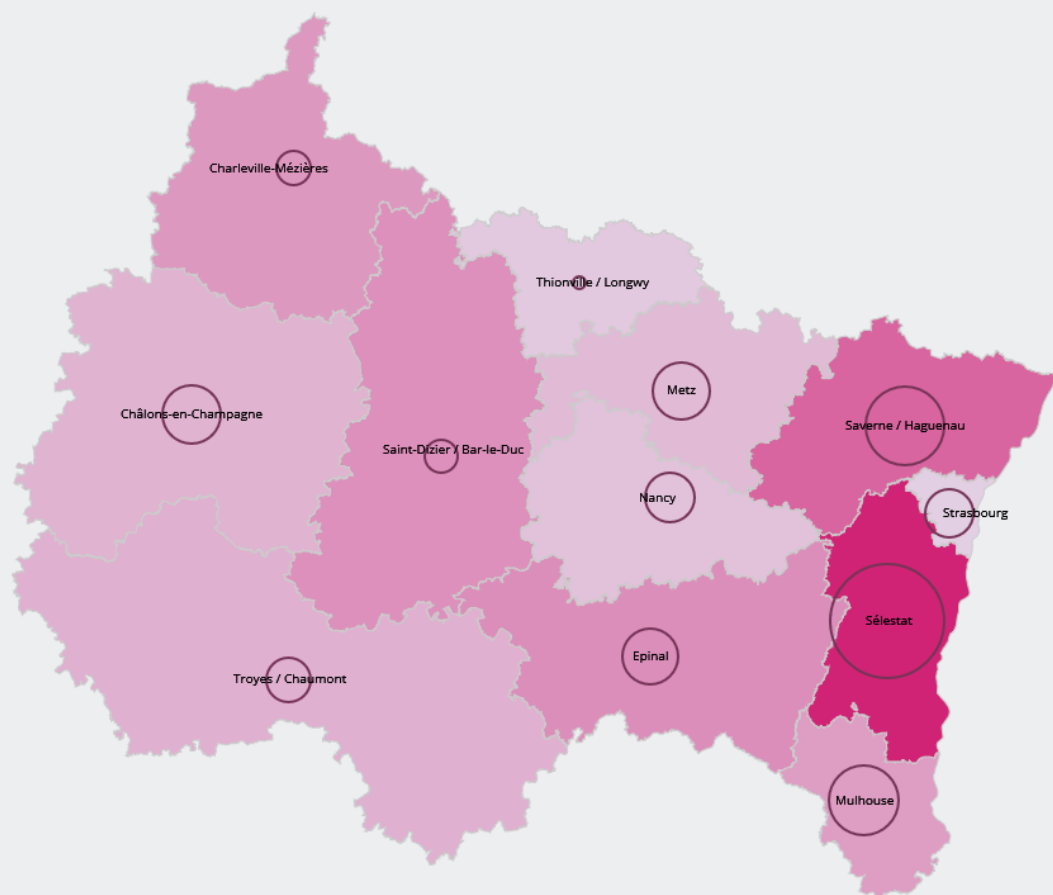 Charleville-Mézières
Thionville / Longwy
Metz
Châlons-en-Champagne
Saverne / Haguenau
Saint-Dizier / Bar-le-Duc
Nancy
Strasbourg
Sélestat
Epinal
Troyes / Chaumont
Mulhouse